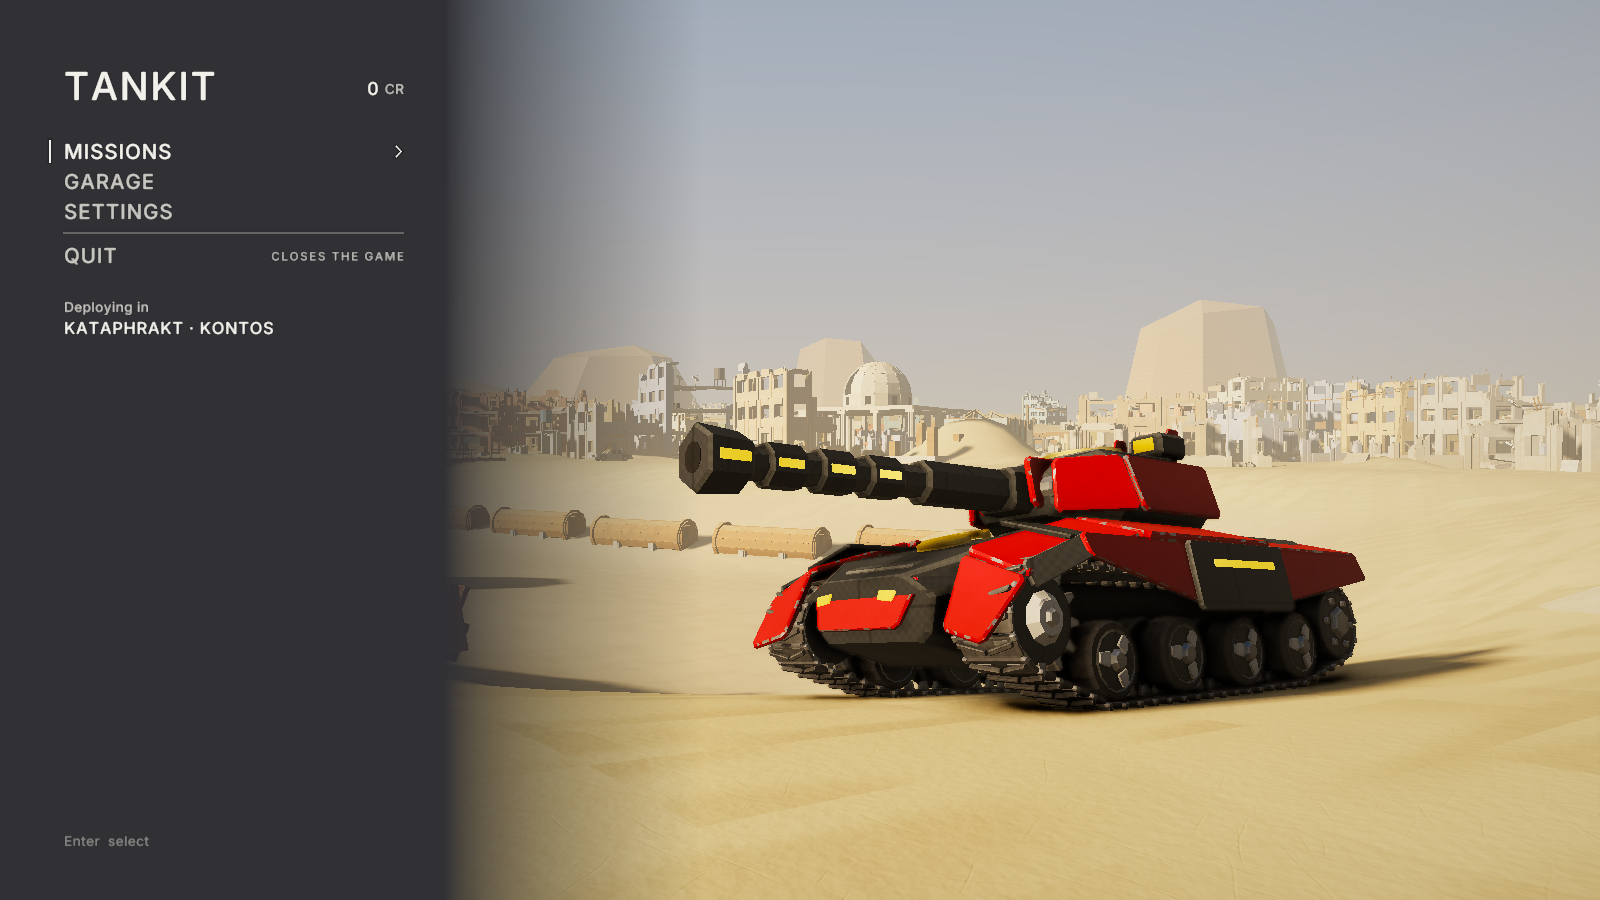 TANKIT
0 CR
MISSIONS
GARAGE
SETTINGS
QUIT CLOSES THE GAME
Deploying in
KATAPHRAKT · KONTOS
Enter select